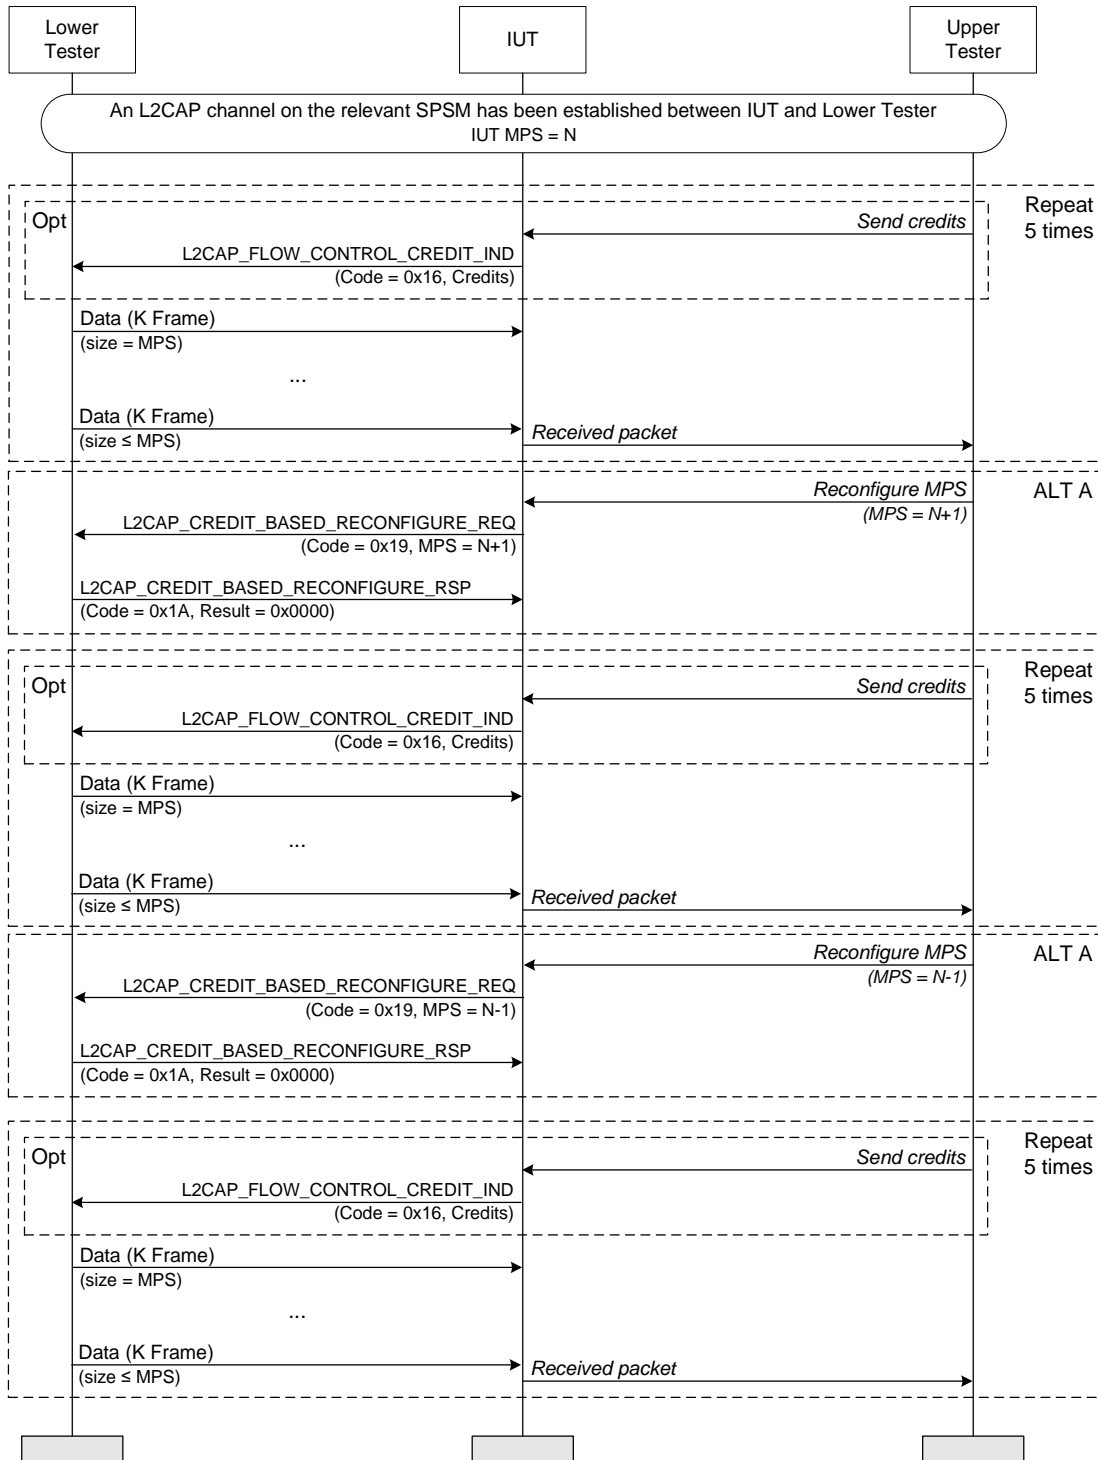 Lower
Tester
IUT
Upper
Tester
An L2CAP channel on the relevant SPSM has been established between IUT and Lower Tester
IUT MPS = N
Repeat
5 times
Opt
Send credits
L2CAP_FLOW_CONTROL_CREDIT_IND
(Code = 0x16, Credits)
Data (K Frame)
(size = MPS)
...
Data (K Frame)
(size ≤ MPS)
Received packet
ALT A
Reconfigure MPS
(MPS = N+1)
L2CAP_CREDIT_BASED_RECONFIGURE_REQ
(Code = 0x19, MPS = N+1)
L2CAP_CREDIT_BASED_RECONFIGURE_RSP
(Code = 0x1A, Result = 0x0000)
Repeat
5 times
Opt
Send credits
L2CAP_FLOW_CONTROL_CREDIT_IND
(Code = 0x16, Credits)
Data (K Frame)
(size = MPS)
...
Data (K Frame)
(size ≤ MPS)
Received packet
ALT A
Reconfigure MPS
(MPS = N-1)
L2CAP_CREDIT_BASED_RECONFIGURE_REQ
(Code = 0x19, MPS = N-1)
L2CAP_CREDIT_BASED_RECONFIGURE_RSP
(Code = 0x1A, Result = 0x0000)
Repeat
5 times
Opt
Send credits
L2CAP_FLOW_CONTROL_CREDIT_IND
(Code = 0x16, Credits)
Data (K Frame)
(size = MPS)
...
Data (K Frame)
(size ≤ MPS)
Received packet